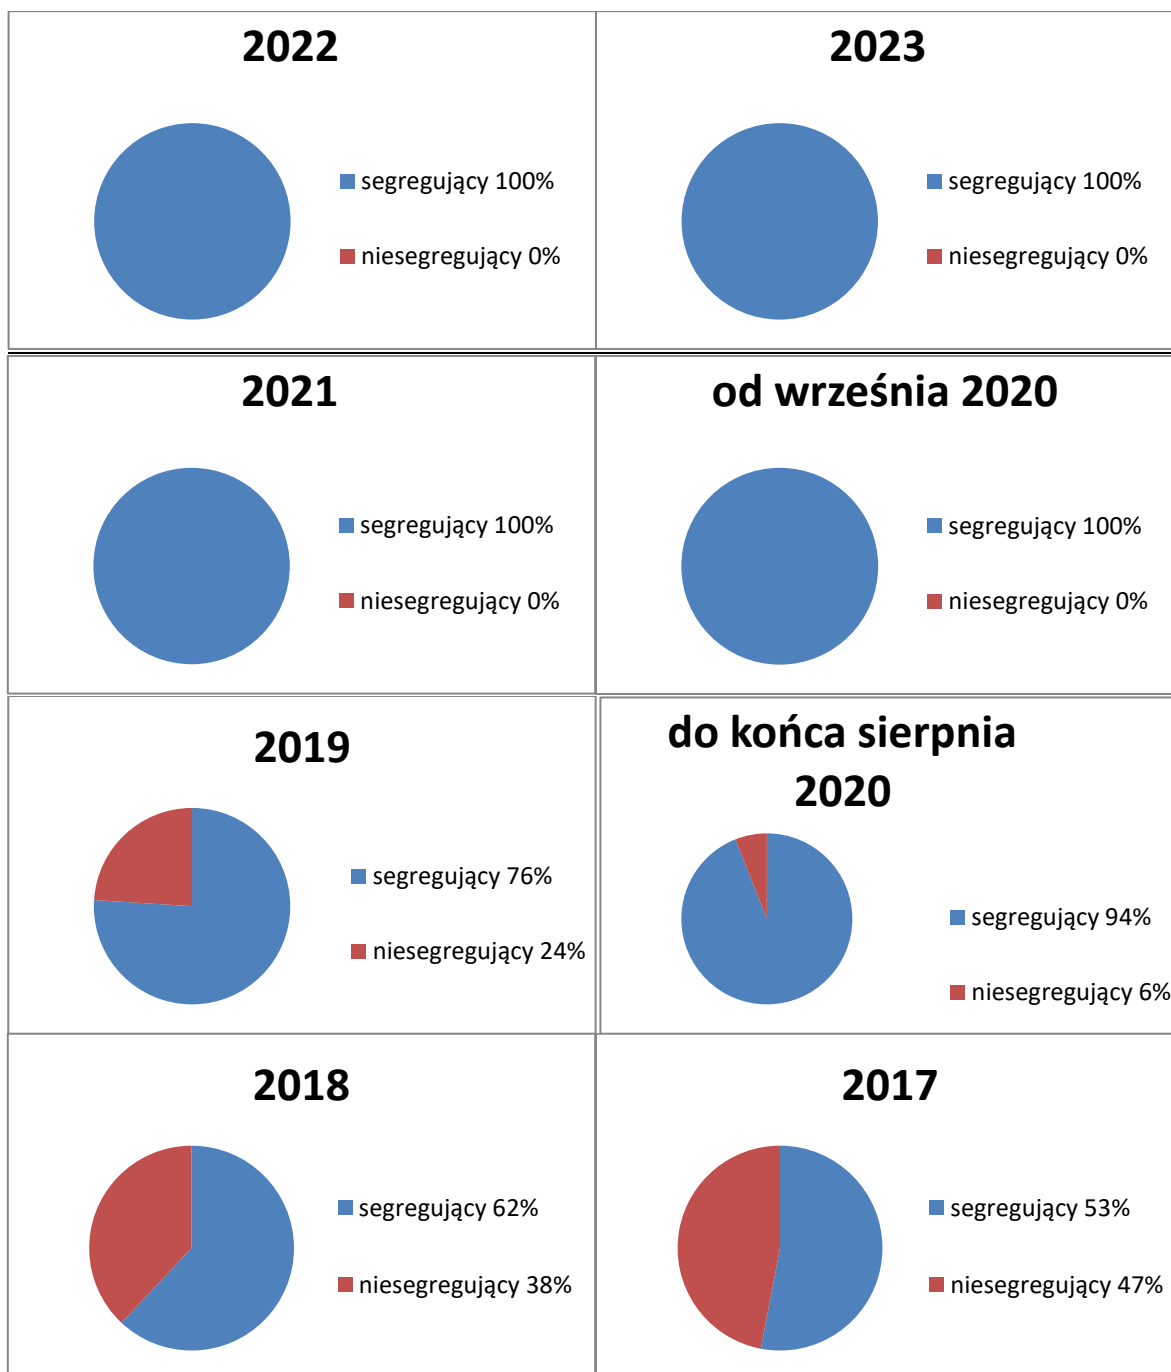 2022
segregujący 100%
niesegregujący 0%
2023
segregujący 100%
niesegregujący 0%
2021
segregujący 100%
niesegregujący 0%
od września 2020
segregujący 100%
niesegregujący 0%
2019
segregujący 76%
niesegregujący 24%
do końca sierpnia
2020
segregujący 94%
niesegregujący 6%
2018
segregujący 62%
niesegregujący 38%
2017
segregujący 53%
niesegregujący 47%